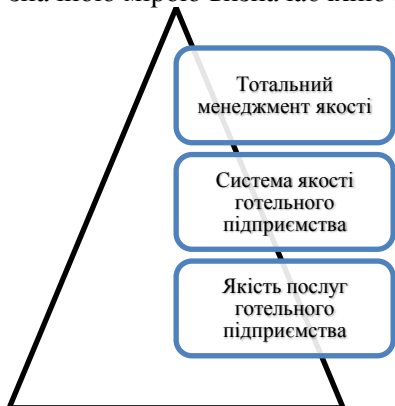 Тотальний
менеджмент якості
Система якості
готельного
підприємства
Якість послуг
готельного
підприємства